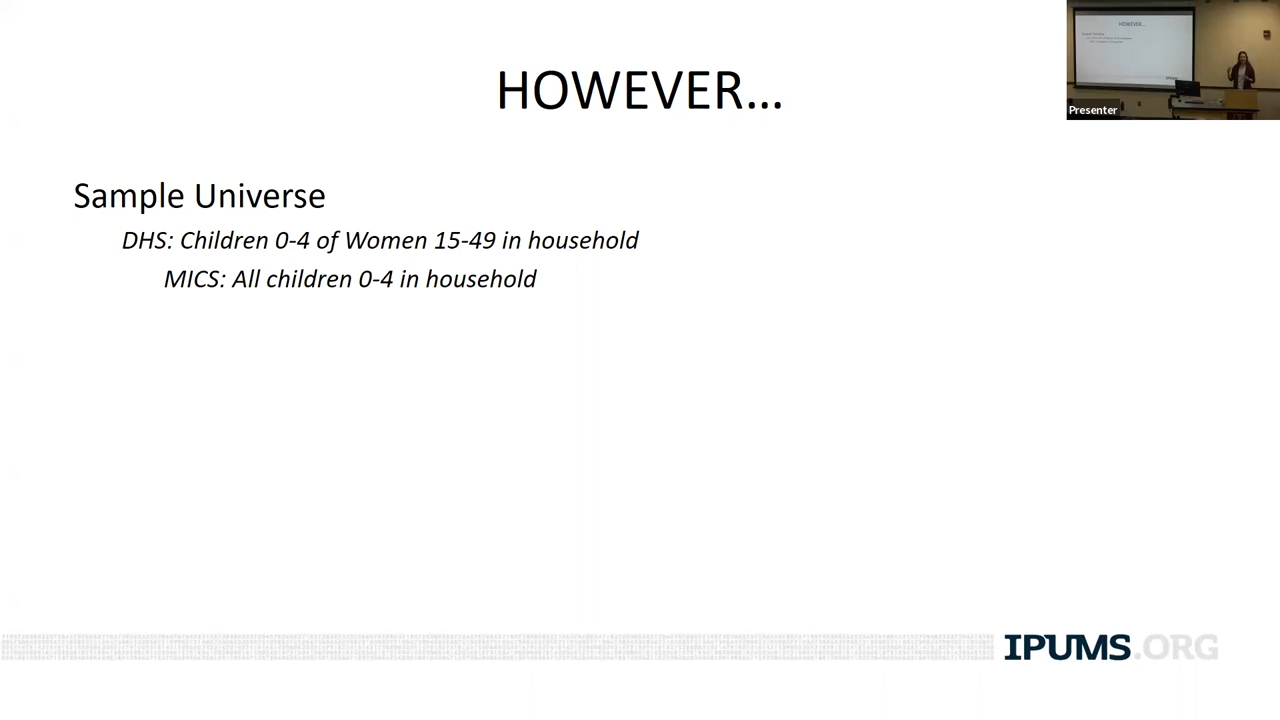 HOWEVER...
Sample Universe
DHS: Children 0-4 of Women 15-49 in household
MICS: All children 0-4 in household
Presenter
HOWEVER...
IPUMS.ORG